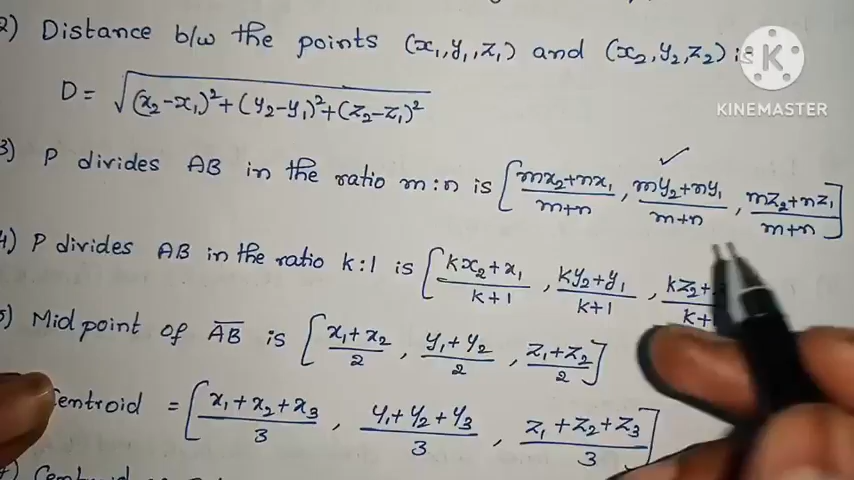 2) Distance b/w the points (x₁,y₁,z₁) and (x₂,y₂,z₂) is
D = √(x₂-x₁)²+(y₂-y₁)²+(z₂-z₁)²
3) P divides AB in the ratio m:n is [mx₂+nx₁/m+n, my₂+ny₁/m+n, mz₂+nz₁/m+n]
4) P divides AB in the ratio k:1 is [kx₂+x₁/k+1, ky₂+y₁/k+1, kz₂+
5) Mid point of AB is [x₁+x₂/2, y₁+y₂/2, z₁+z₂/2]
Centroid = [x₁+x₂+x₃/3, y₁+y₂+y₃/3, z₁+z₂+z₃/3]
K
KINEMASTER